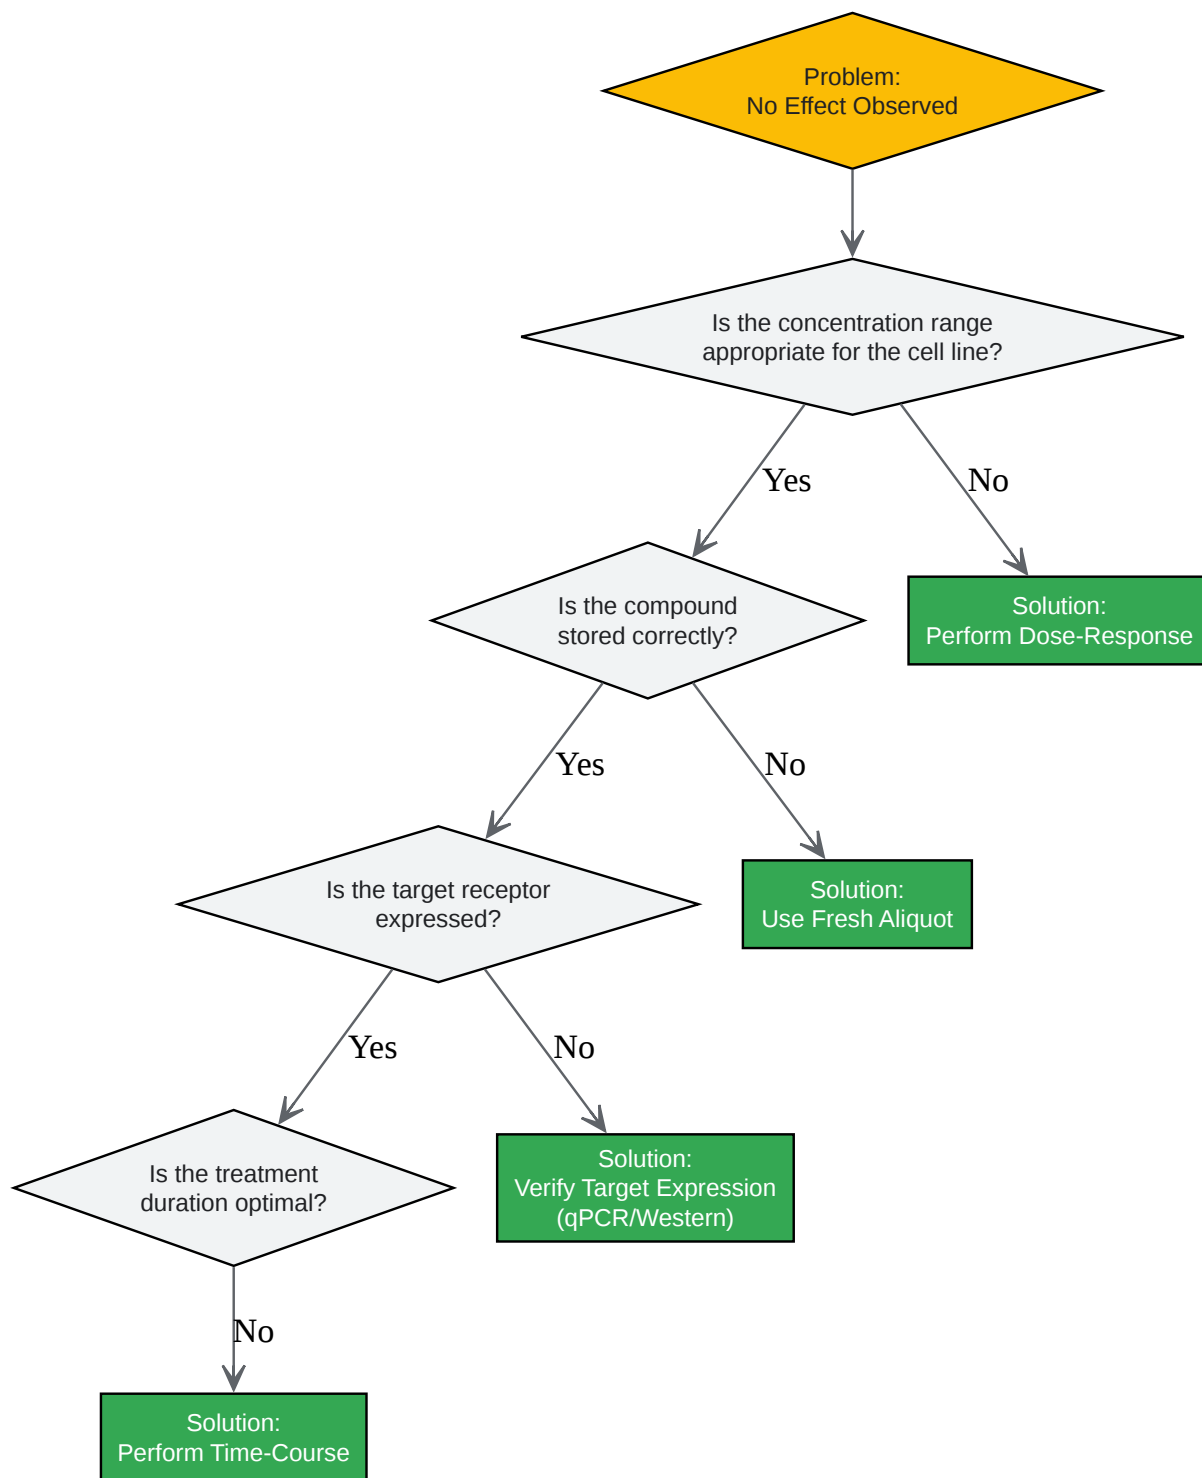 Problem:
No Effect Observed
Is the concentration range
appropriate for the cell line?
Yes
No
Is the compound
stored correctly?
Solution:
Perform Dose-Response
Yes
No
Is the target receptor
expressed?
Solution:
Use Fresh Aliquot
Yes
No
Is the treatment
duration optimal?
Solution:
Verify Target Expression
(qPCR/Western)
No
Solution:
Perform Time-Course